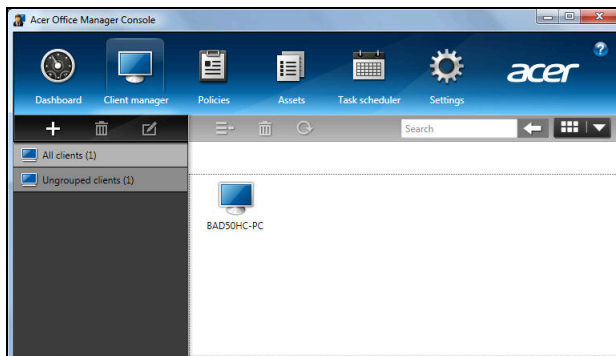 Acer Office Manager Console
acer
Dashboard Client manager Policies Assets Task scheduler Settings
Search
All clients (1)
Ungrouped clients (1)
BAD50HC-PC